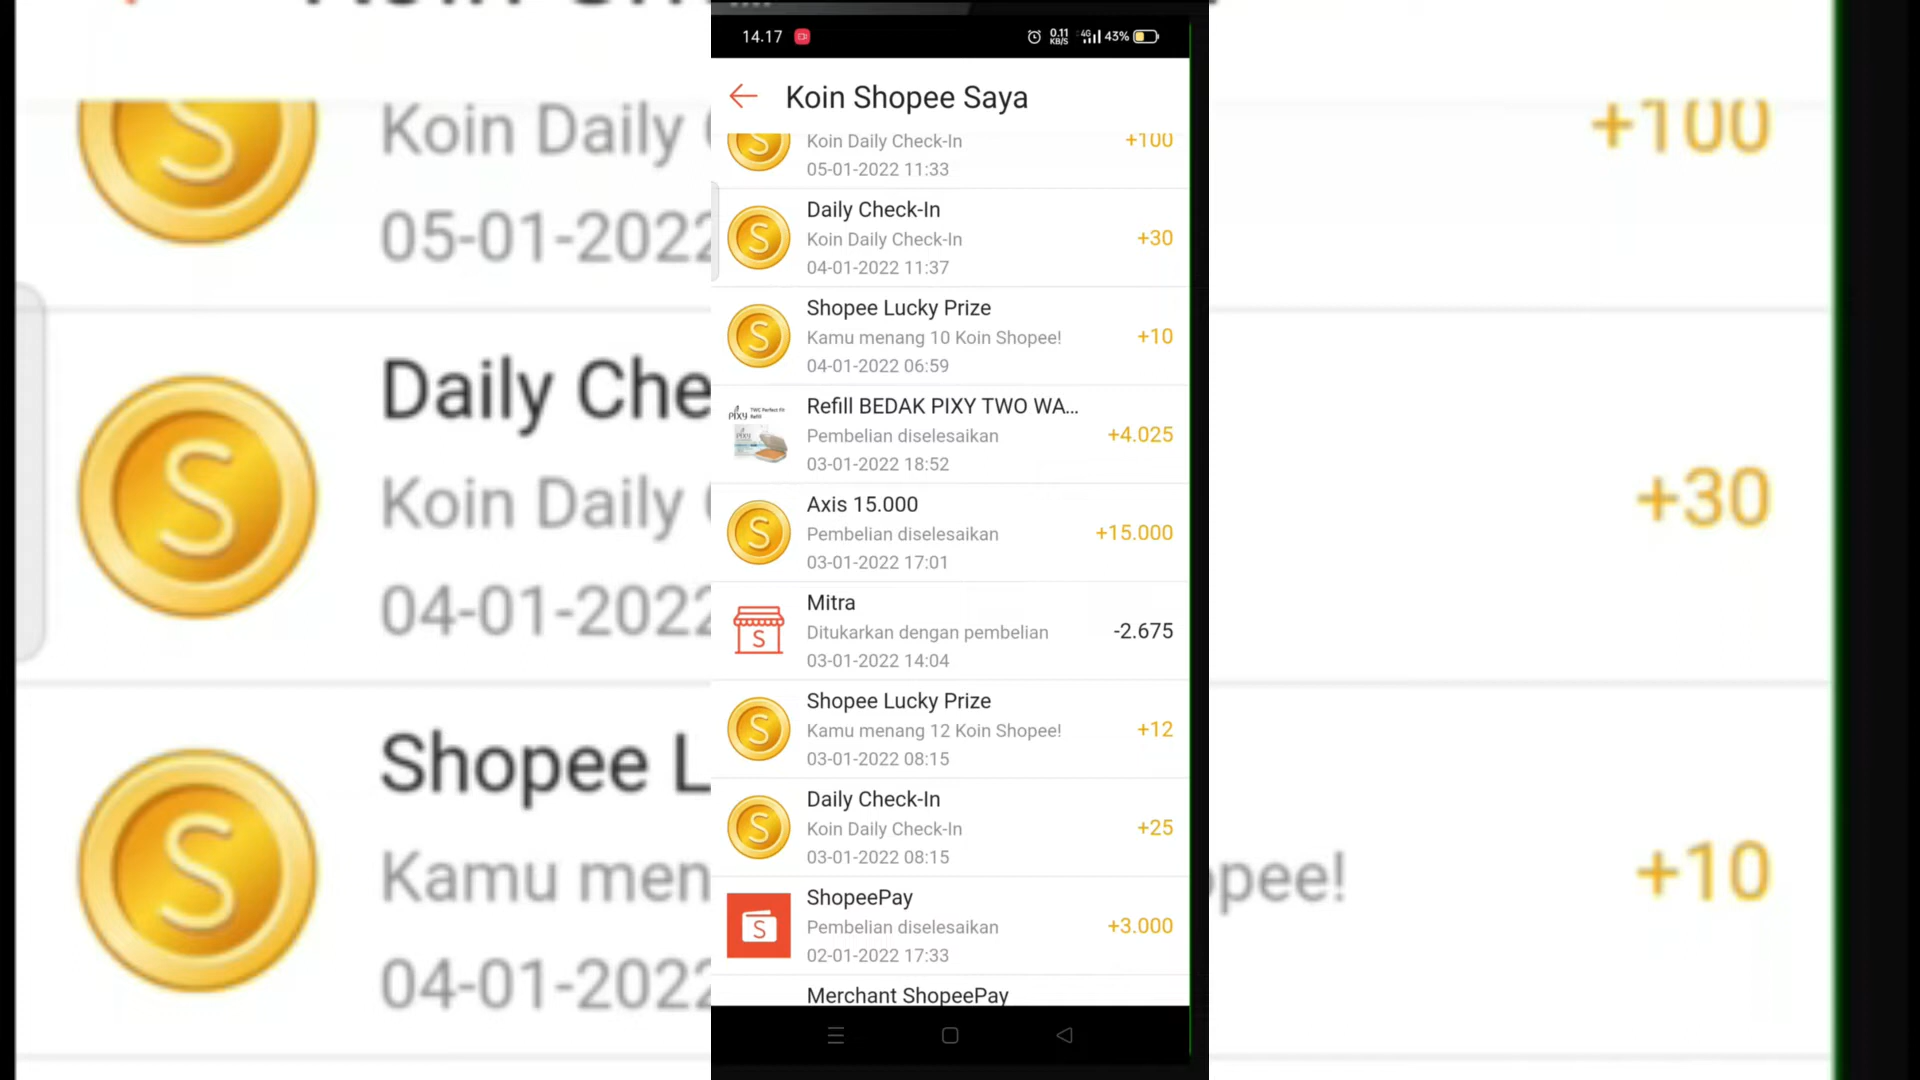 14.17
0.11
KB/S
4G
43%
Koin Shopee Saya
Koin Daily Check-In
+100
05-01-2022 11:33
Daily Check-In
Koin Daily Check-In
+30
04-01-2022 11:37
Shopee Lucky Prize
Kamu menang 10 Koin Shopee!
+10
04-01-2022 06:59
Refill BEDAK PIXY TWO WA...
Pembelian diselesaikan
+4.025
03-01-2022 18:52
Axis 15.000
Pembelian diselesaikan
+15.000
03-01-2022 17:01
Mitra
Ditukarkan dengan pembelian
-2.675
03-01-2022 14:04
Shopee Lucky Prize
Kamu menang 12 Koin Shopee!
+12
03-01-2022 08:15
Daily Check-In
Koin Daily Check-In
+25
03-01-2022 08:15
ShopeePay
Pembelian diselesaikan
+3.000
02-01-2022 17:33
Merchant ShopeePay
Koin Daily
+100
05-01-2022
Daily Che
Koin Daily
+30
04-01-2022
Shopee L
Kamu men
opee!
+10
04-01-2022